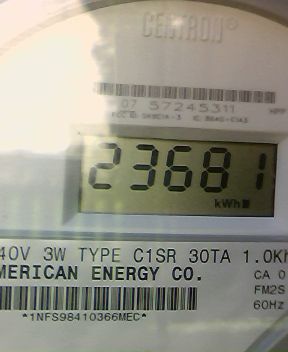 CENTRON®
07 57245311
23681
kWh
40V 3W TYPE C1SR 30TA 1.0Kh
MERICAN ENERGY CO.
CA 0
FM2S
60Hz
*1NFS98410366MEC*